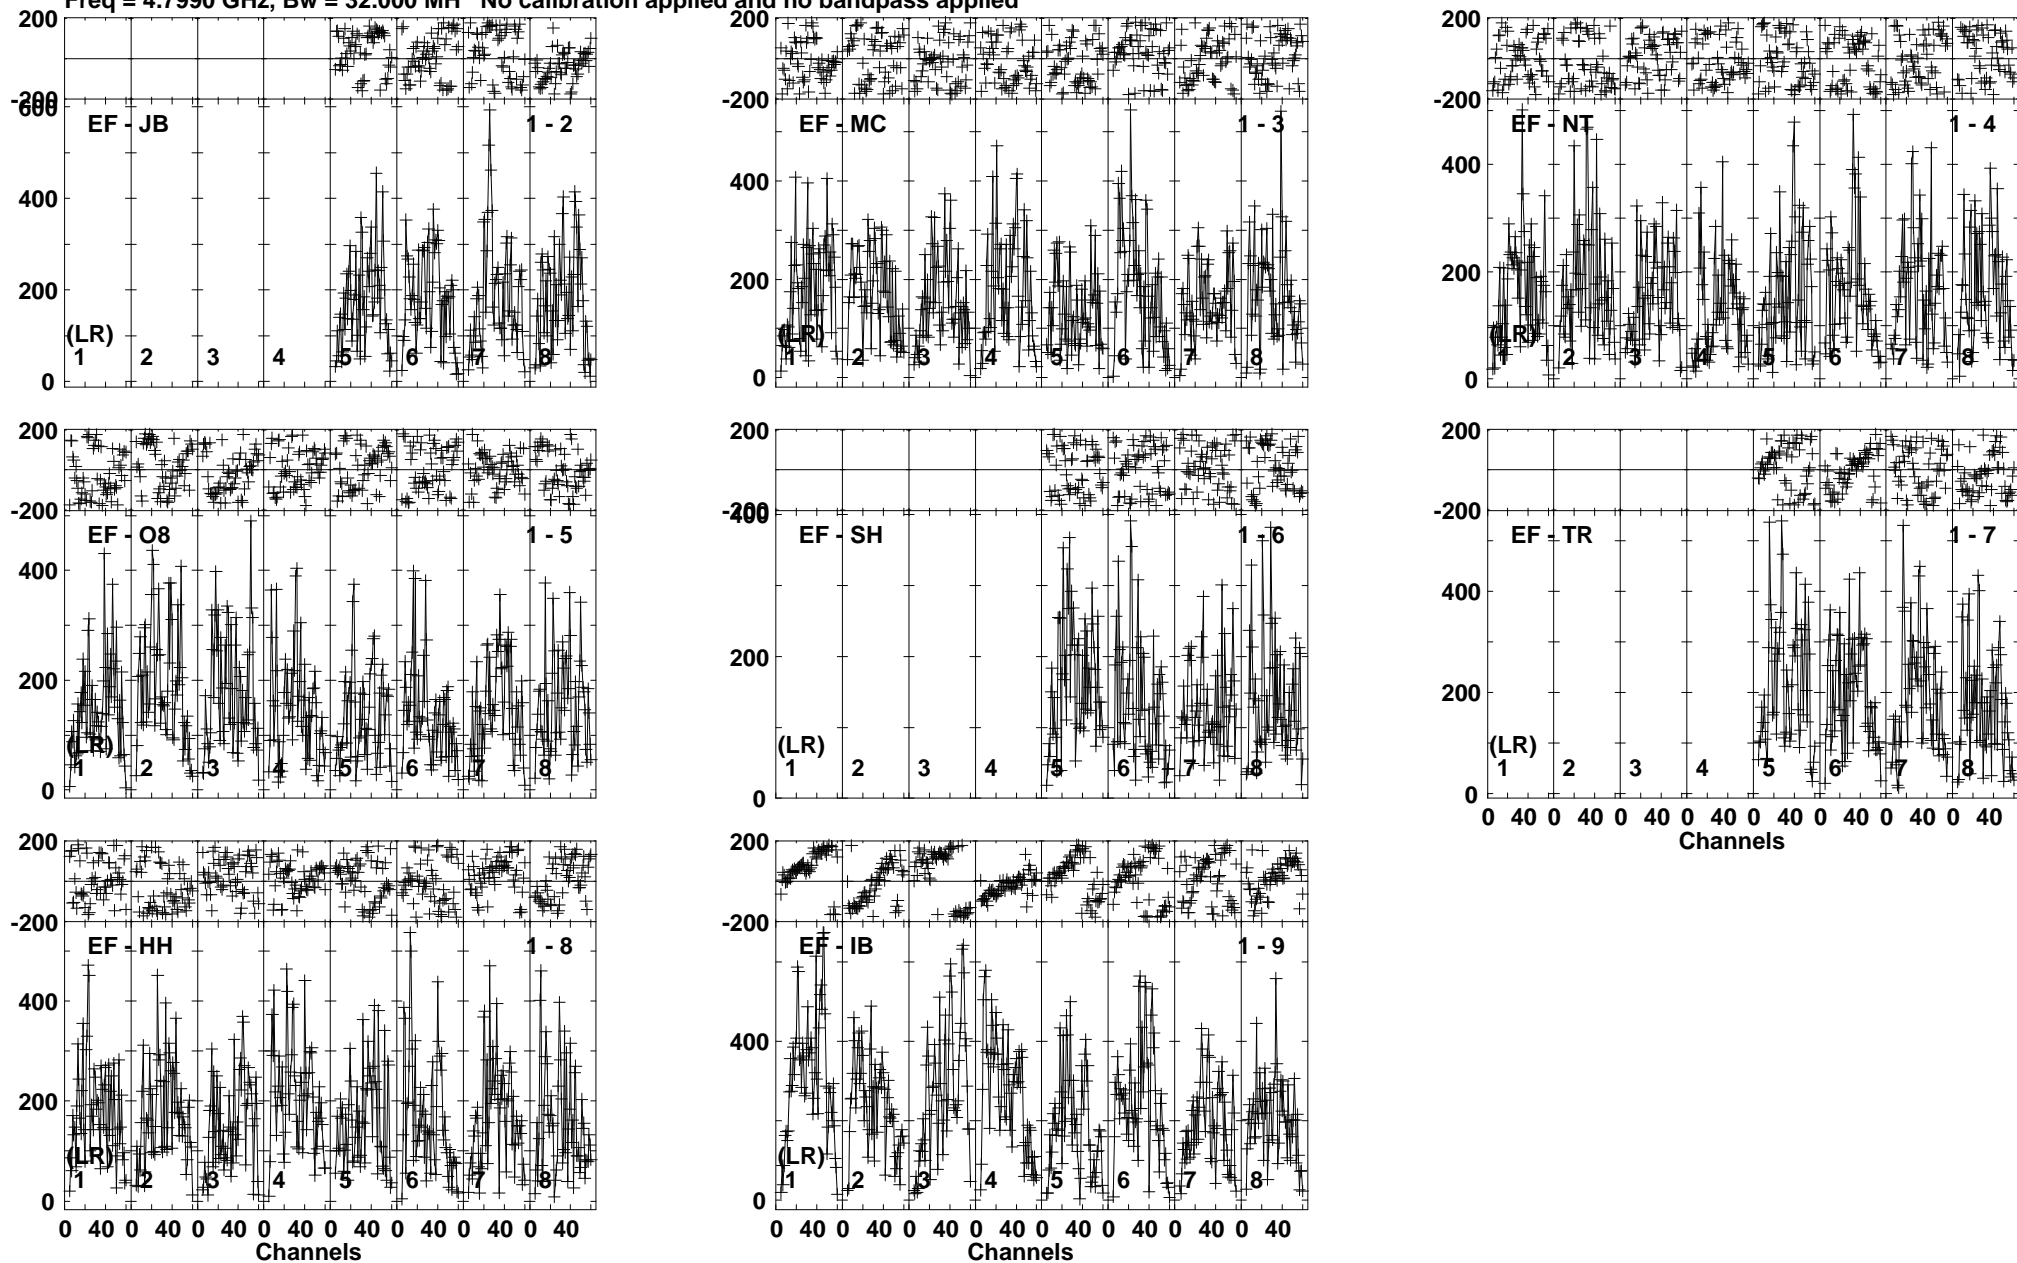 Freq = 4.7990 GHz, Bw = 32.000 MH No calibration applied and no bandpass applied
200 200 200
-200 -200 -200
600
EF - JB 1 - 2 EF - MC 1 - 3 EF - NT 1 - 4
400 400 400
200 200 200
(LR) (LR) (LR)
1 2 3 4 5 6 7 8 1 2 3 4 5 6 7 8 1 2 3 4 5 6 7 8
0 0 0
200 200 200
-200 -200 -200
400
EF - O8 1 - 5 EF - SH 1 - 6 EF - TR 1 - 7
400 400
200 200 200
(LR) (LR) (LR)
1 2 3 4 5 6 7 8 1 2 3 4 5 6 7 8 1 2 3 4 5 6 7 8
0 0 0
0 40 0 40 0 40 0 40 0 40 0 40 0 40 0 40
Channels
200 200
-200 -200
EF - HH 1 - 8 EF - IB 1 - 9
400 400
200
(LR) (LR)
1 2 3 4 5 6 7 8 1 2 3 4 5 6 7 8
0 0
0 40 0 40 0 40 0 40 0 40 0 40 0 40 0 40 0 40 0 40 0 40 0 40 0 40 0 40 0 40 0 40
Channels Channels